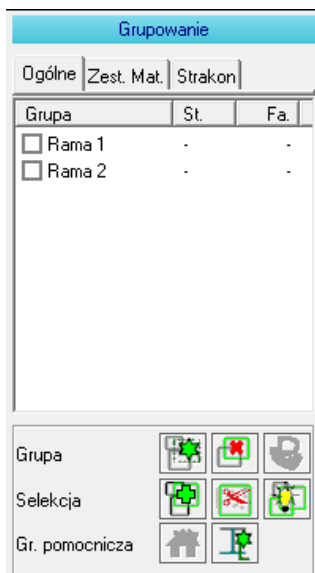 Grupowanie
Ogólne Zest. Mat. Strakon
Grupa St. Fa.
Rama 1 - -
Rama 2 - -
Grupa
Selekcja
Gr. pomocnicza